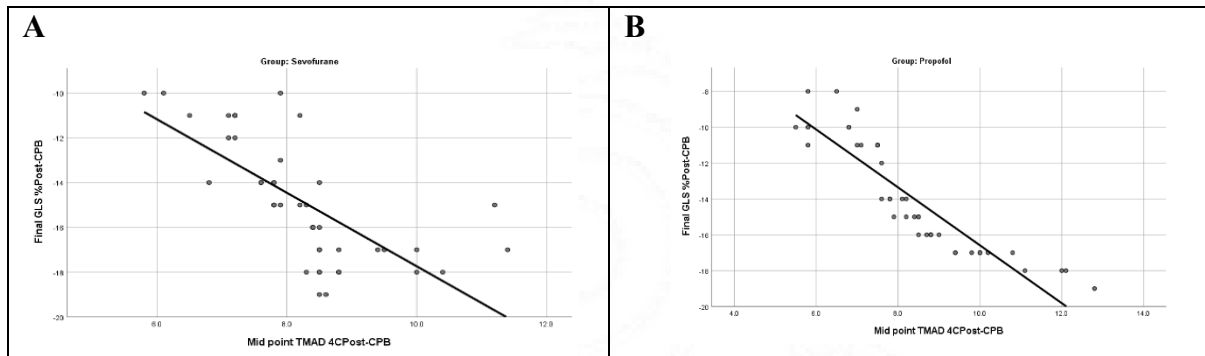 A
Group: Sevofurane
Final GLS %Post-CPB
-10
-12
-14
-16
-18
-20
6.0 8.0 10.0 12.0
Mid point TMAD 4CPost-CPB
B
Group: Propofol
Final GLS %Post-CPB
-8
-10
-12
-14
-16
-18
-20
4.0 6.0 8.0 10.0 12.0 14.0
Mid point TMAD 4CPost-CPB